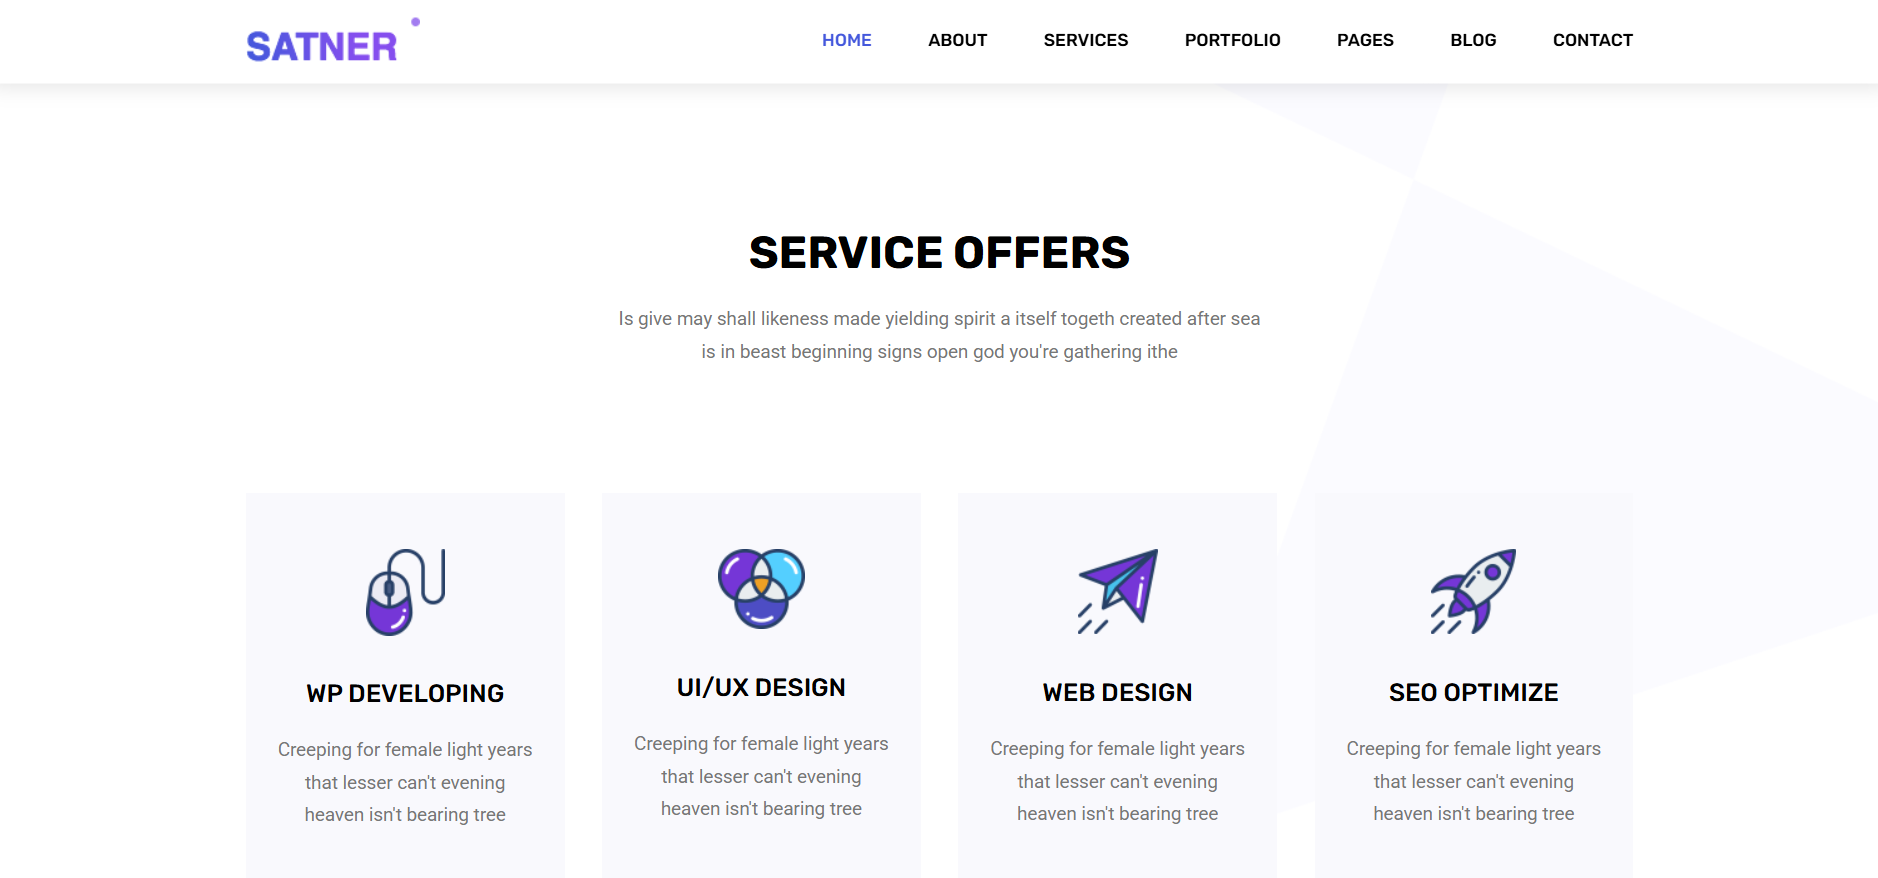 SATNER
HOME ABOUT SERVICES PORTFOLIO PAGES BLOG CONTACT
SERVICE OFFERS
Is give may shall likeness made yielding spirit a itself togeth created after sea
is in beast beginning signs open god you're gathering ithe
WP DEVELOPING
Creeping for female light years
that lesser can't evening
heaven isn't bearing tree
UI/UX DESIGN
Creeping for female light years
that lesser can't evening
heaven isn't bearing tree
WEB DESIGN
Creeping for female light years
that lesser can't evening
heaven isn't bearing tree
SEO OPTIMIZE
Creeping for female light years
that lesser can't evening
heaven isn't bearing tree